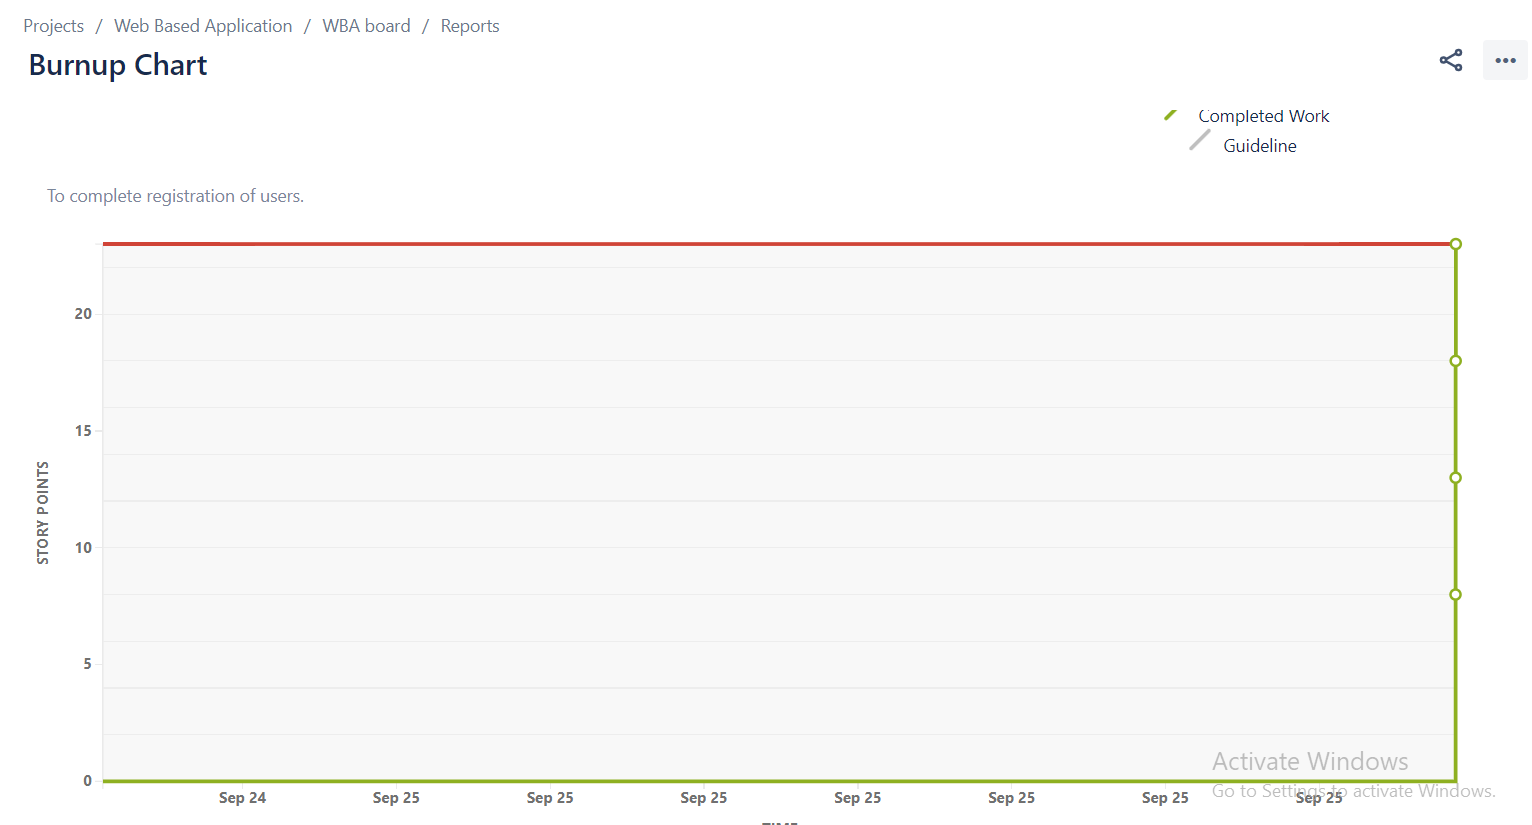 Projects / Web Based Application / WBA board / Reports
Burnup Chart
Completed Work
Guideline
To complete registration of users.
STORY POINTS
20
15
10
5
0
Sep 24 Sep 25 Sep 25 Sep 25 Sep 25 Sep 25 Sep 25 Sep 25
TIME
Activate Windows
Go to Settings to activate Windows.